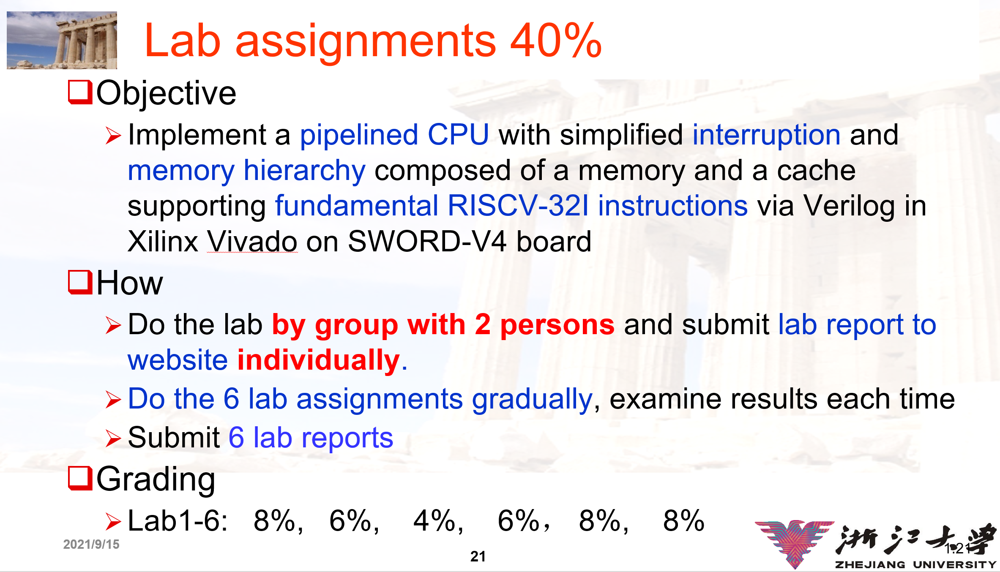 Lab assignments 40%
Objective
Implement a pipelined CPU with simplified interruption and
memory hierarchy composed of a memory and a cache
supporting fundamental RISCV-32I instructions via Verilog in
Xilinx Vivado on SWORD-V4 board
How
Do the lab by group with 2 persons and submit lab report to
website individually.
Do the 6 lab assignments gradually, examine results each time
Submit 6 lab reports
Grading
Lab1-6: 8%, 6%, 4%, 6%， 8%, 8%
2021/9/15
21
浙江大学
1.21
ZHEJIANG UNIVERSITY